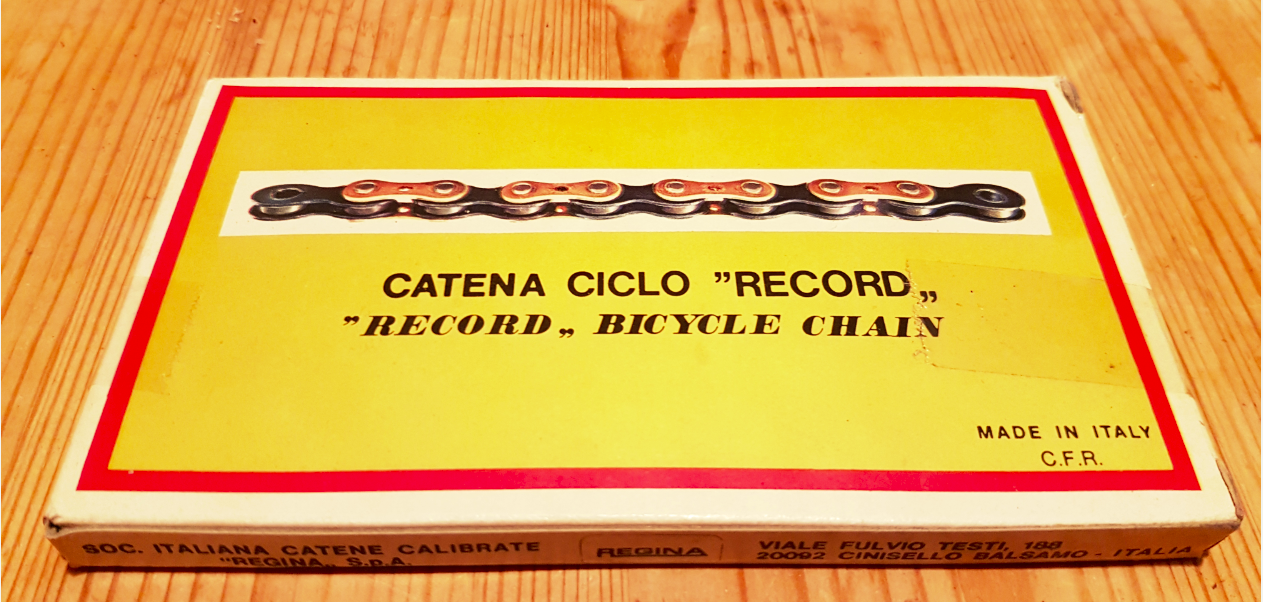 CATENA CICLO ”RECORD„
”RECORD„ BICYCLE CHAIN
MADE IN ITALY
C.F.R.
SOC. ITALIANA CATENE CALIBRATE
"REGINA„ S.p.A.
REGINA
VIALE FULVIO TESTI, 188
20092 CINISELLO BALSAMO - ITALIA